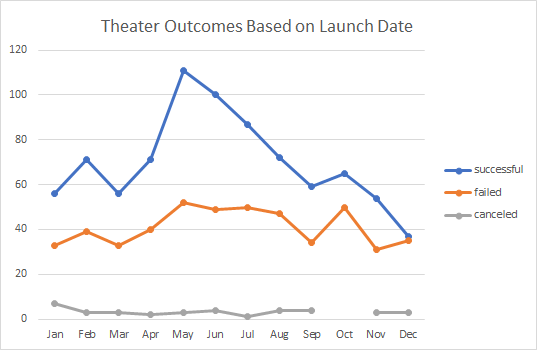 Theater Outcomes Based on Launch Date
120
100
80
60
40
20
0
Jan Feb Mar Apr May Jun Jul Aug Sep Oct Nov Dec
successful
failed
canceled